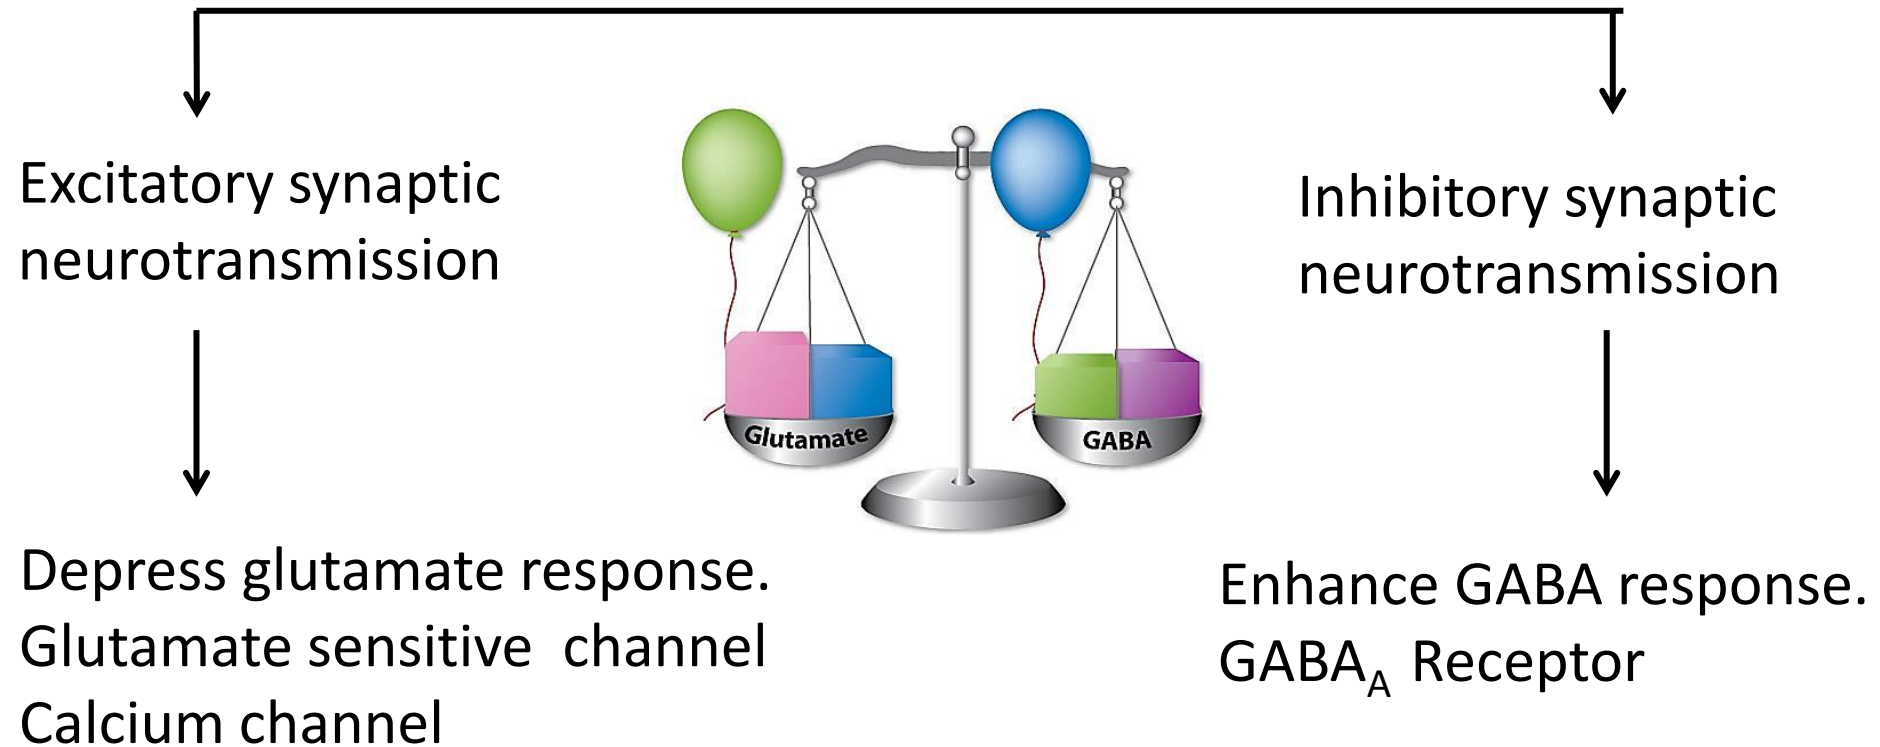 Excitatory synaptic
neurotransmission
Inhibitory synaptic
neurotransmission
Glutamate
GABA
Depress glutamate response.
Glutamate sensitive  channel
Calcium channel
Enhance GABA response.
GABAA Receptor